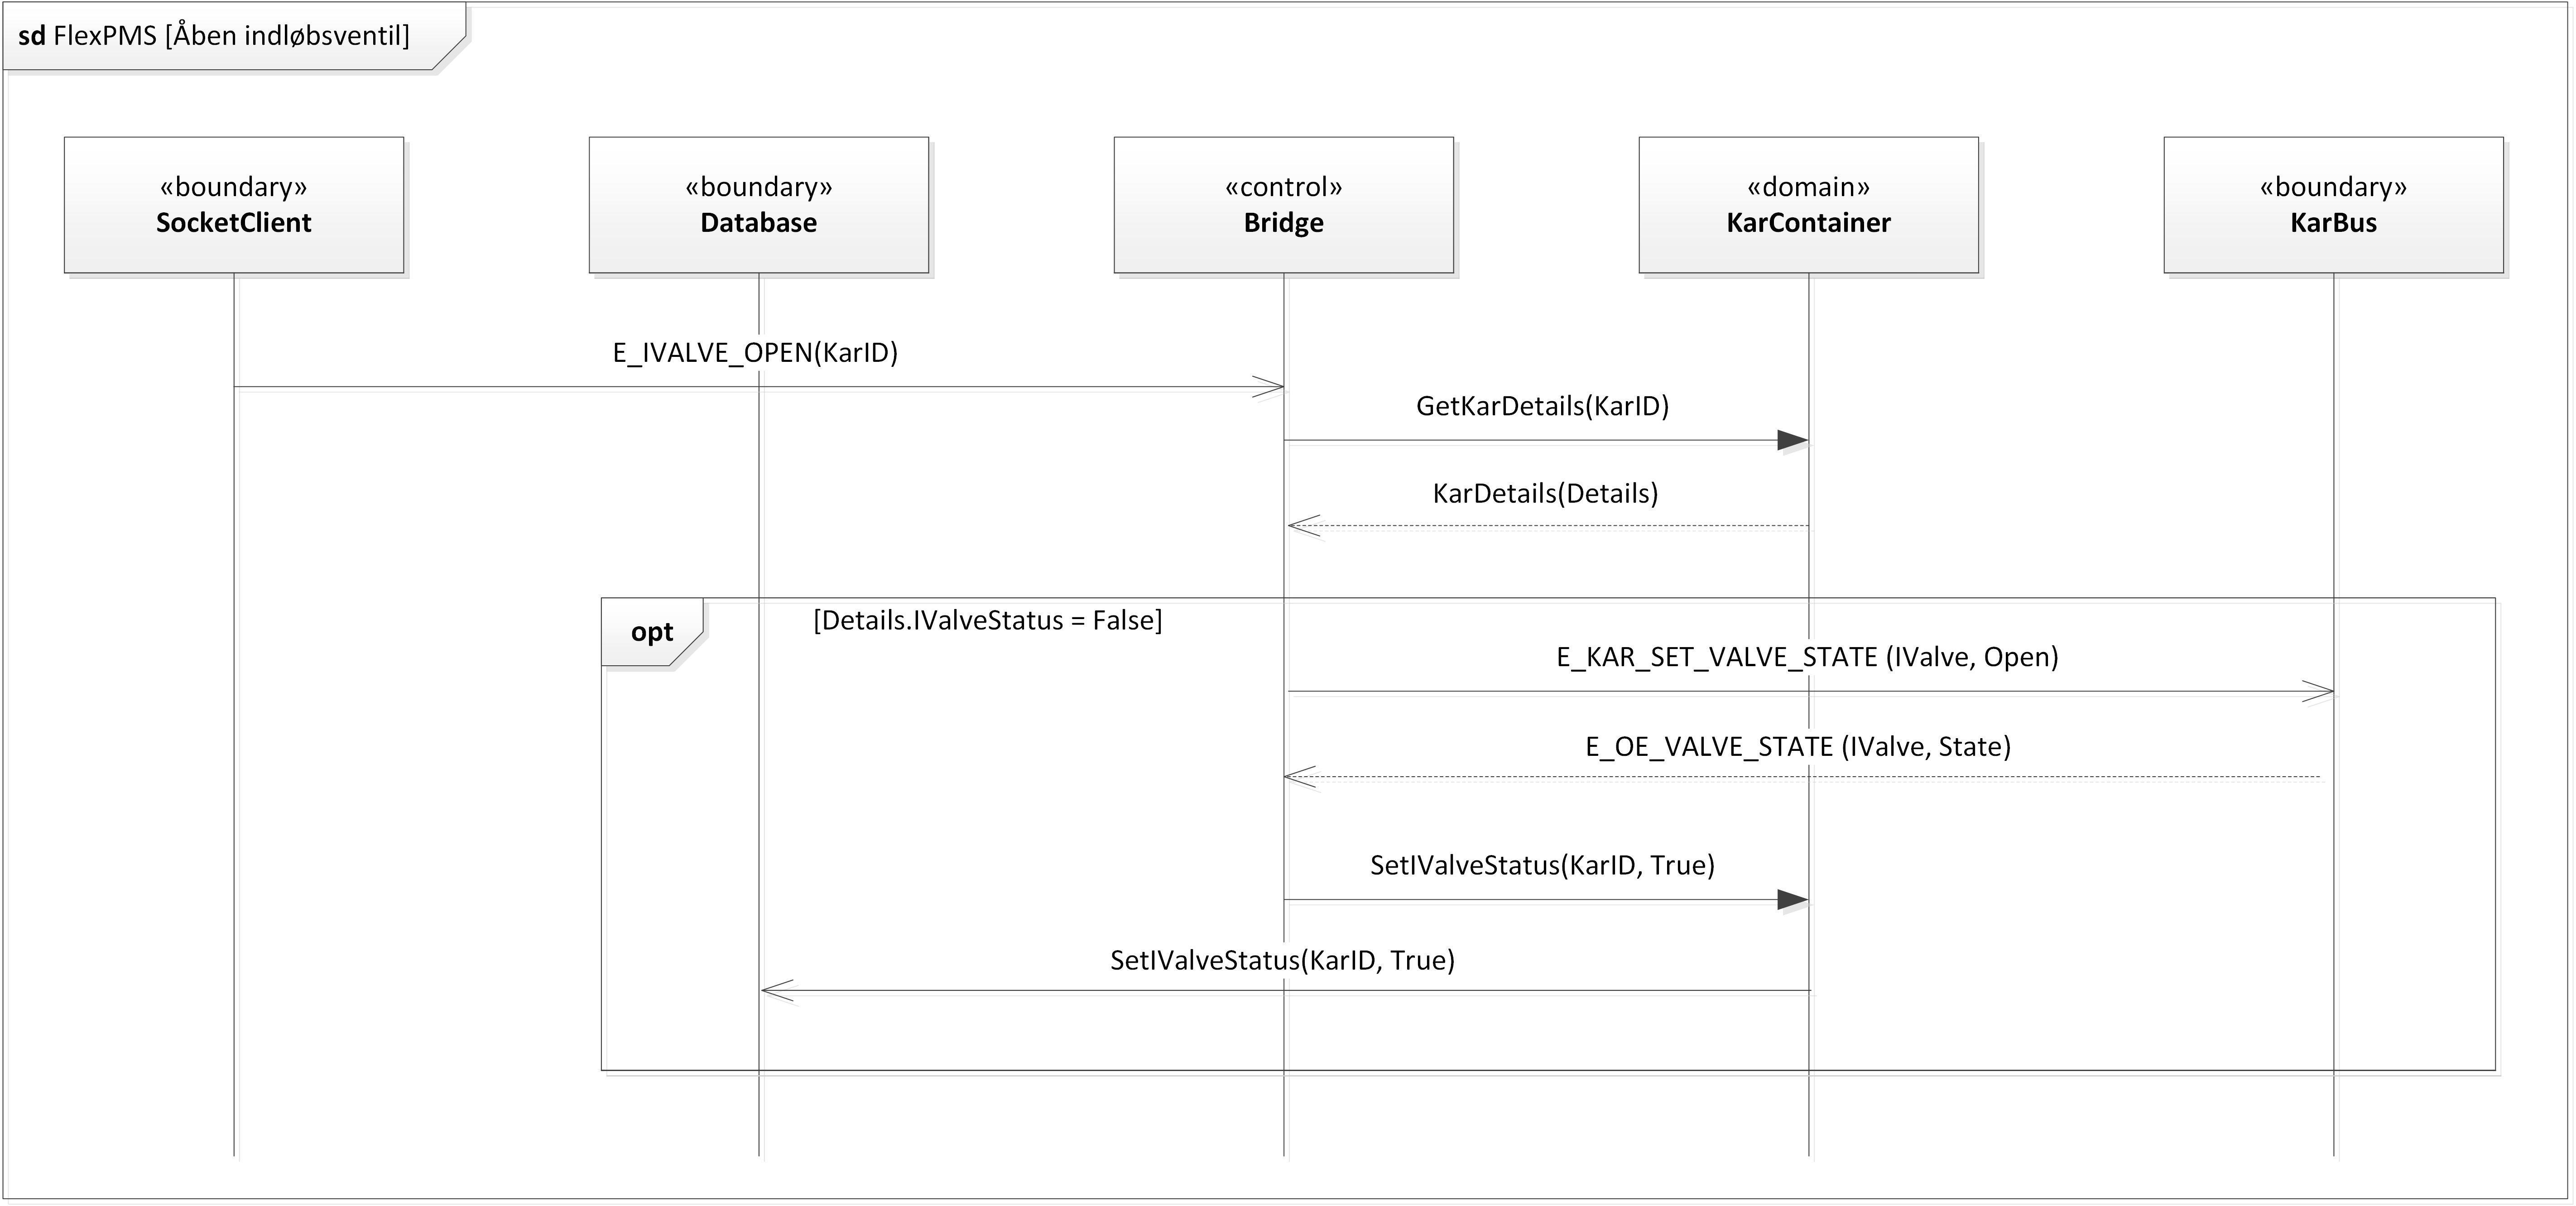 sd FlexPMS [Åben indløbsventil]
«boundary»
SocketClient
«boundary»
Database
«control»
Bridge
«domain»
KarContainer
«boundary»
KarBus
E_IVALVE_OPEN(KarID)
GetKarDetails(KarID)
KarDetails(Details)
opt
[Details.IValveStatus = False]
E_KAR_SET_VALVE_STATE (IValve, Open)
E_OE_VALVE_STATE (IValve, State)
SetIValveStatus(KarID, True)
SetIValveStatus(KarID, True)